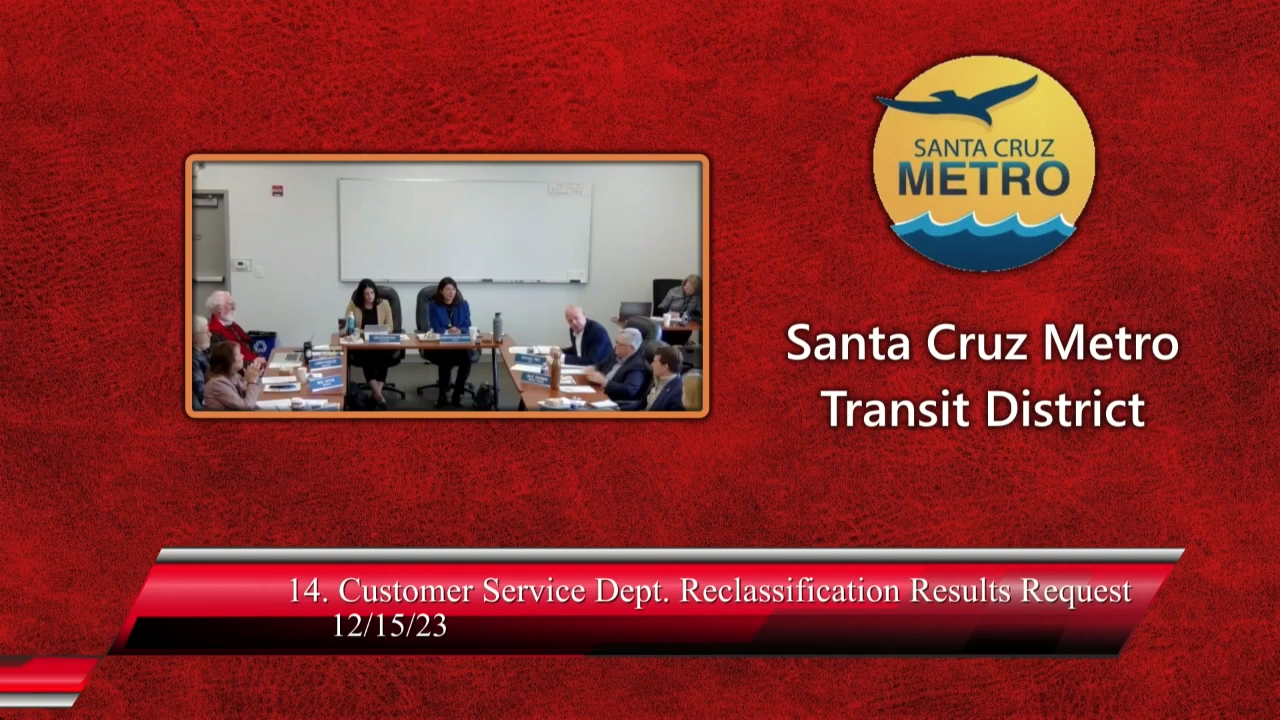 SANTA CRUZ
METRO
Santa Cruz Metro
Transit District
14. Customer Service Dept. Reclassification Results Request
12/15/23